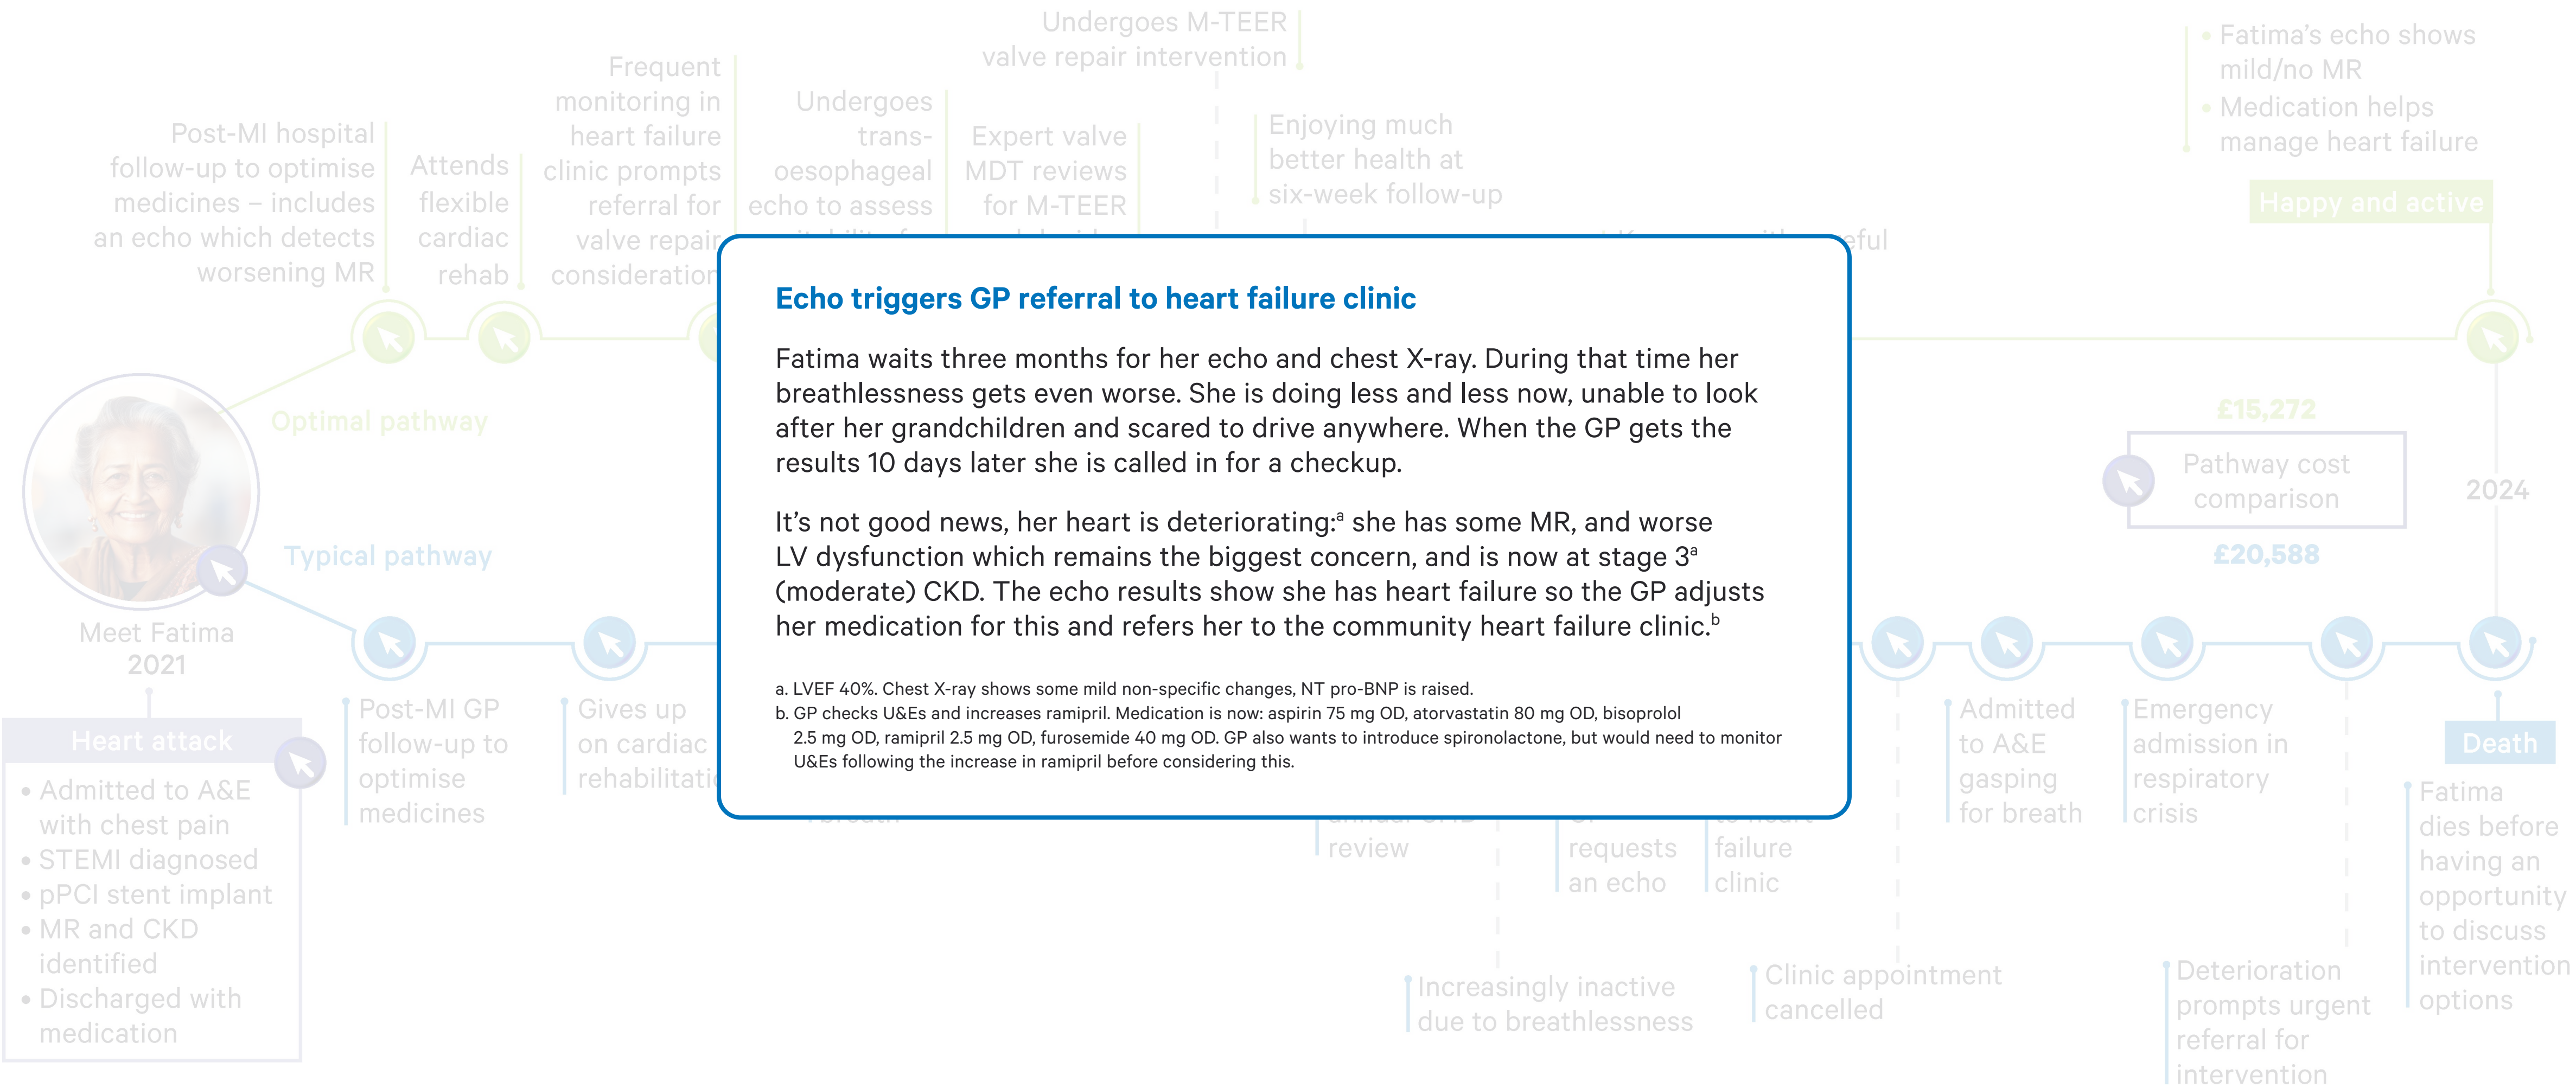 Undergoes M-TEER
valve repair intervention
Frequent
monitoring in
heart failure
clinic prompts
referral for
valve repair
consideration
Undergoes
trans-
oesophageal
echo to assess
Expert valve
MDT reviews
for M-TEER
Post-MI hospital
follow-up to optimise
medicines – includes
an echo which detects
worsening MR
Attends
flexible
cardiac
rehab
Enjoying much
better health at
six-week follow-up
• Fatima’s echo shows
mild/no MR
• Medication helps
manage heart failure
Happy and active
Optimal pathway
Typical pathway
Echo triggers GP referral to heart failure clinic
Fatima waits three months for her echo and chest X-ray. During that time her
breathlessness gets even worse. She is doing less and less now, unable to look
after her grandchildren and scared to drive anywhere. When the GP gets the
results 10 days later she is called in for a checkup.
It’s not good news, her heart is deteriorating:ᵃ she has some MR, and worse
LV dysfunction which remains the biggest concern, and is now at stage 3ᵃ
(moderate) CKD. The echo results show she has heart failure so the GP adjusts
her medication for this and refers her to the community heart failure clinic.ᵇ
a. LVEF 40%. Chest X-ray shows some mild non-specific changes, NT pro-BNP is raised.
b. GP checks U&Es and increases ramipril. Medication is now: aspirin 75 mg OD, atorvastatin 80 mg OD, bisoprolol
2.5 mg OD, ramipril 2.5 mg OD, furosemide 40 mg OD. GP also wants to introduce spironolactone, but would need to monitor
U&Es following the increase in ramipril before considering this.
£15,272
Pathway cost
comparison
£20,588
2024
Meet Fatima
2021
Heart attack
• Admitted to A&E
with chest pain
• STEMI diagnosed
• pPCI stent implant
• MR and CKD
identified
• Discharged with
medication
Post-MI GP
follow-up to
optimise
medicines
Gives up
on cardiac
review
requests
an echo
failure
clinic
Increasingly inactive
due to breathlessness
Clinic appointment
cancelled
Admitted
to A&E
gasping
for breath
Emergency
admission in
respiratory
crisis
Deterioration
prompts urgent
referral for
intervention
Death
Fatima
dies before
having an
opportunity
to discuss
intervention
options